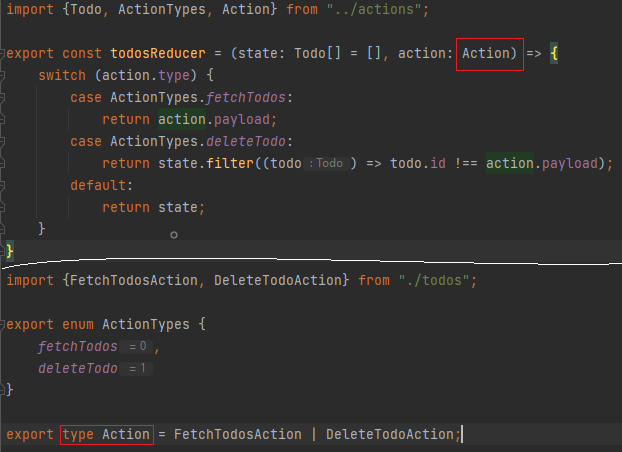 import {Todo, ActionTypes, Action} from "../actions";
export const todosReducer = (state: Todo[] = [], action: Action) => {
switch (action.type) {
case ActionTypes.fetchTodos:
return action.payload;
case ActionTypes.deleteTodo:
return state.filter((todo : Todo ) => todo.id !== action.payload);
default:
return state;
}
}
import {FetchTodosAction, DeleteTodoAction} from "./todos";
export enum ActionTypes {
fetchTodos = 0 ,
deleteTodo = 1
}
export type Action = FetchTodosAction | DeleteTodoAction;